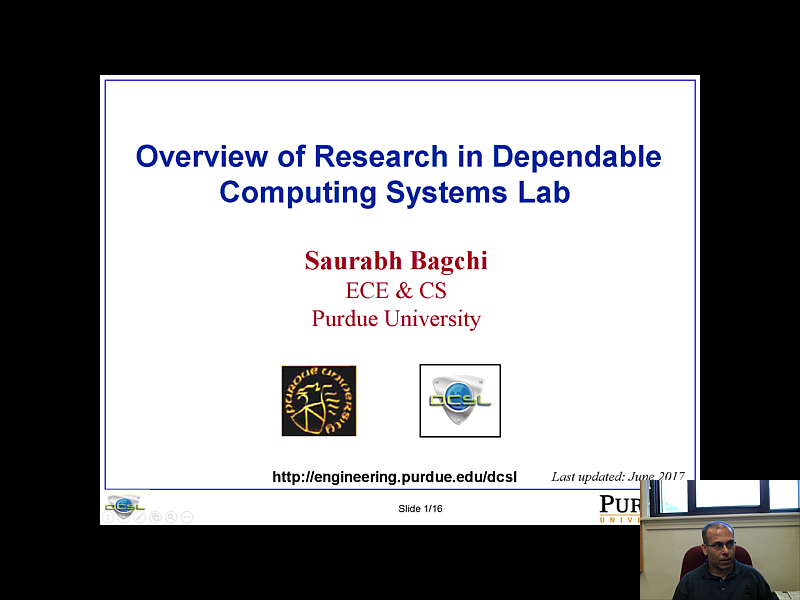 Overview of Research in Dependable
Computing Systems Lab
Saurabh Bagchi
ECE & CS
Purdue University
PURDUE UNIVERSITY
DCSL
http://engineering.purdue.edu/dcsl
Last updated: June 2017
DCSL
Slide 1/16
PUR
UNIV